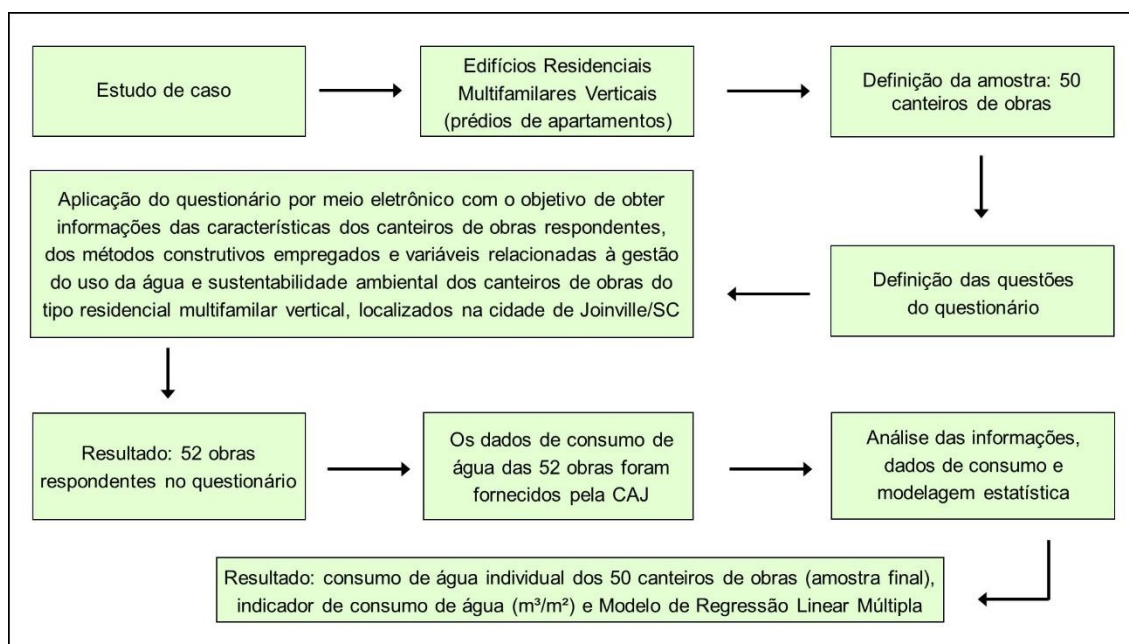 Estudo de caso
Edifícios Residenciais
Multifamilares Verticais
(prédios de apartamentos)
Definição da amostra: 50
canteiros de obras
Definição das questões
do questionário
Aplicação do questionário por meio eletrônico com o objetivo de obter
informações das características dos canteiros de obras respondentes,
dos métodos construtivos empregados e variáveis relacionadas à gestão
do uso da água e sustentabilidade ambiental dos canteiros de obras do
tipo residencial multifamilar vertical, localizados na cidade de Joinville/SC
Resultado: 52 obras
respondentes no questionário
Os dados de consumo de
água das 52 obras foram
fornecidos pela CAJ
Análise das informações,
dados de consumo e
modelagem estatística
Resultado: consumo de água individual dos 50 canteiros de obras (amostra final),
indicador de consumo de água (m³/m²) e Modelo de Regressão Linear Múltipla